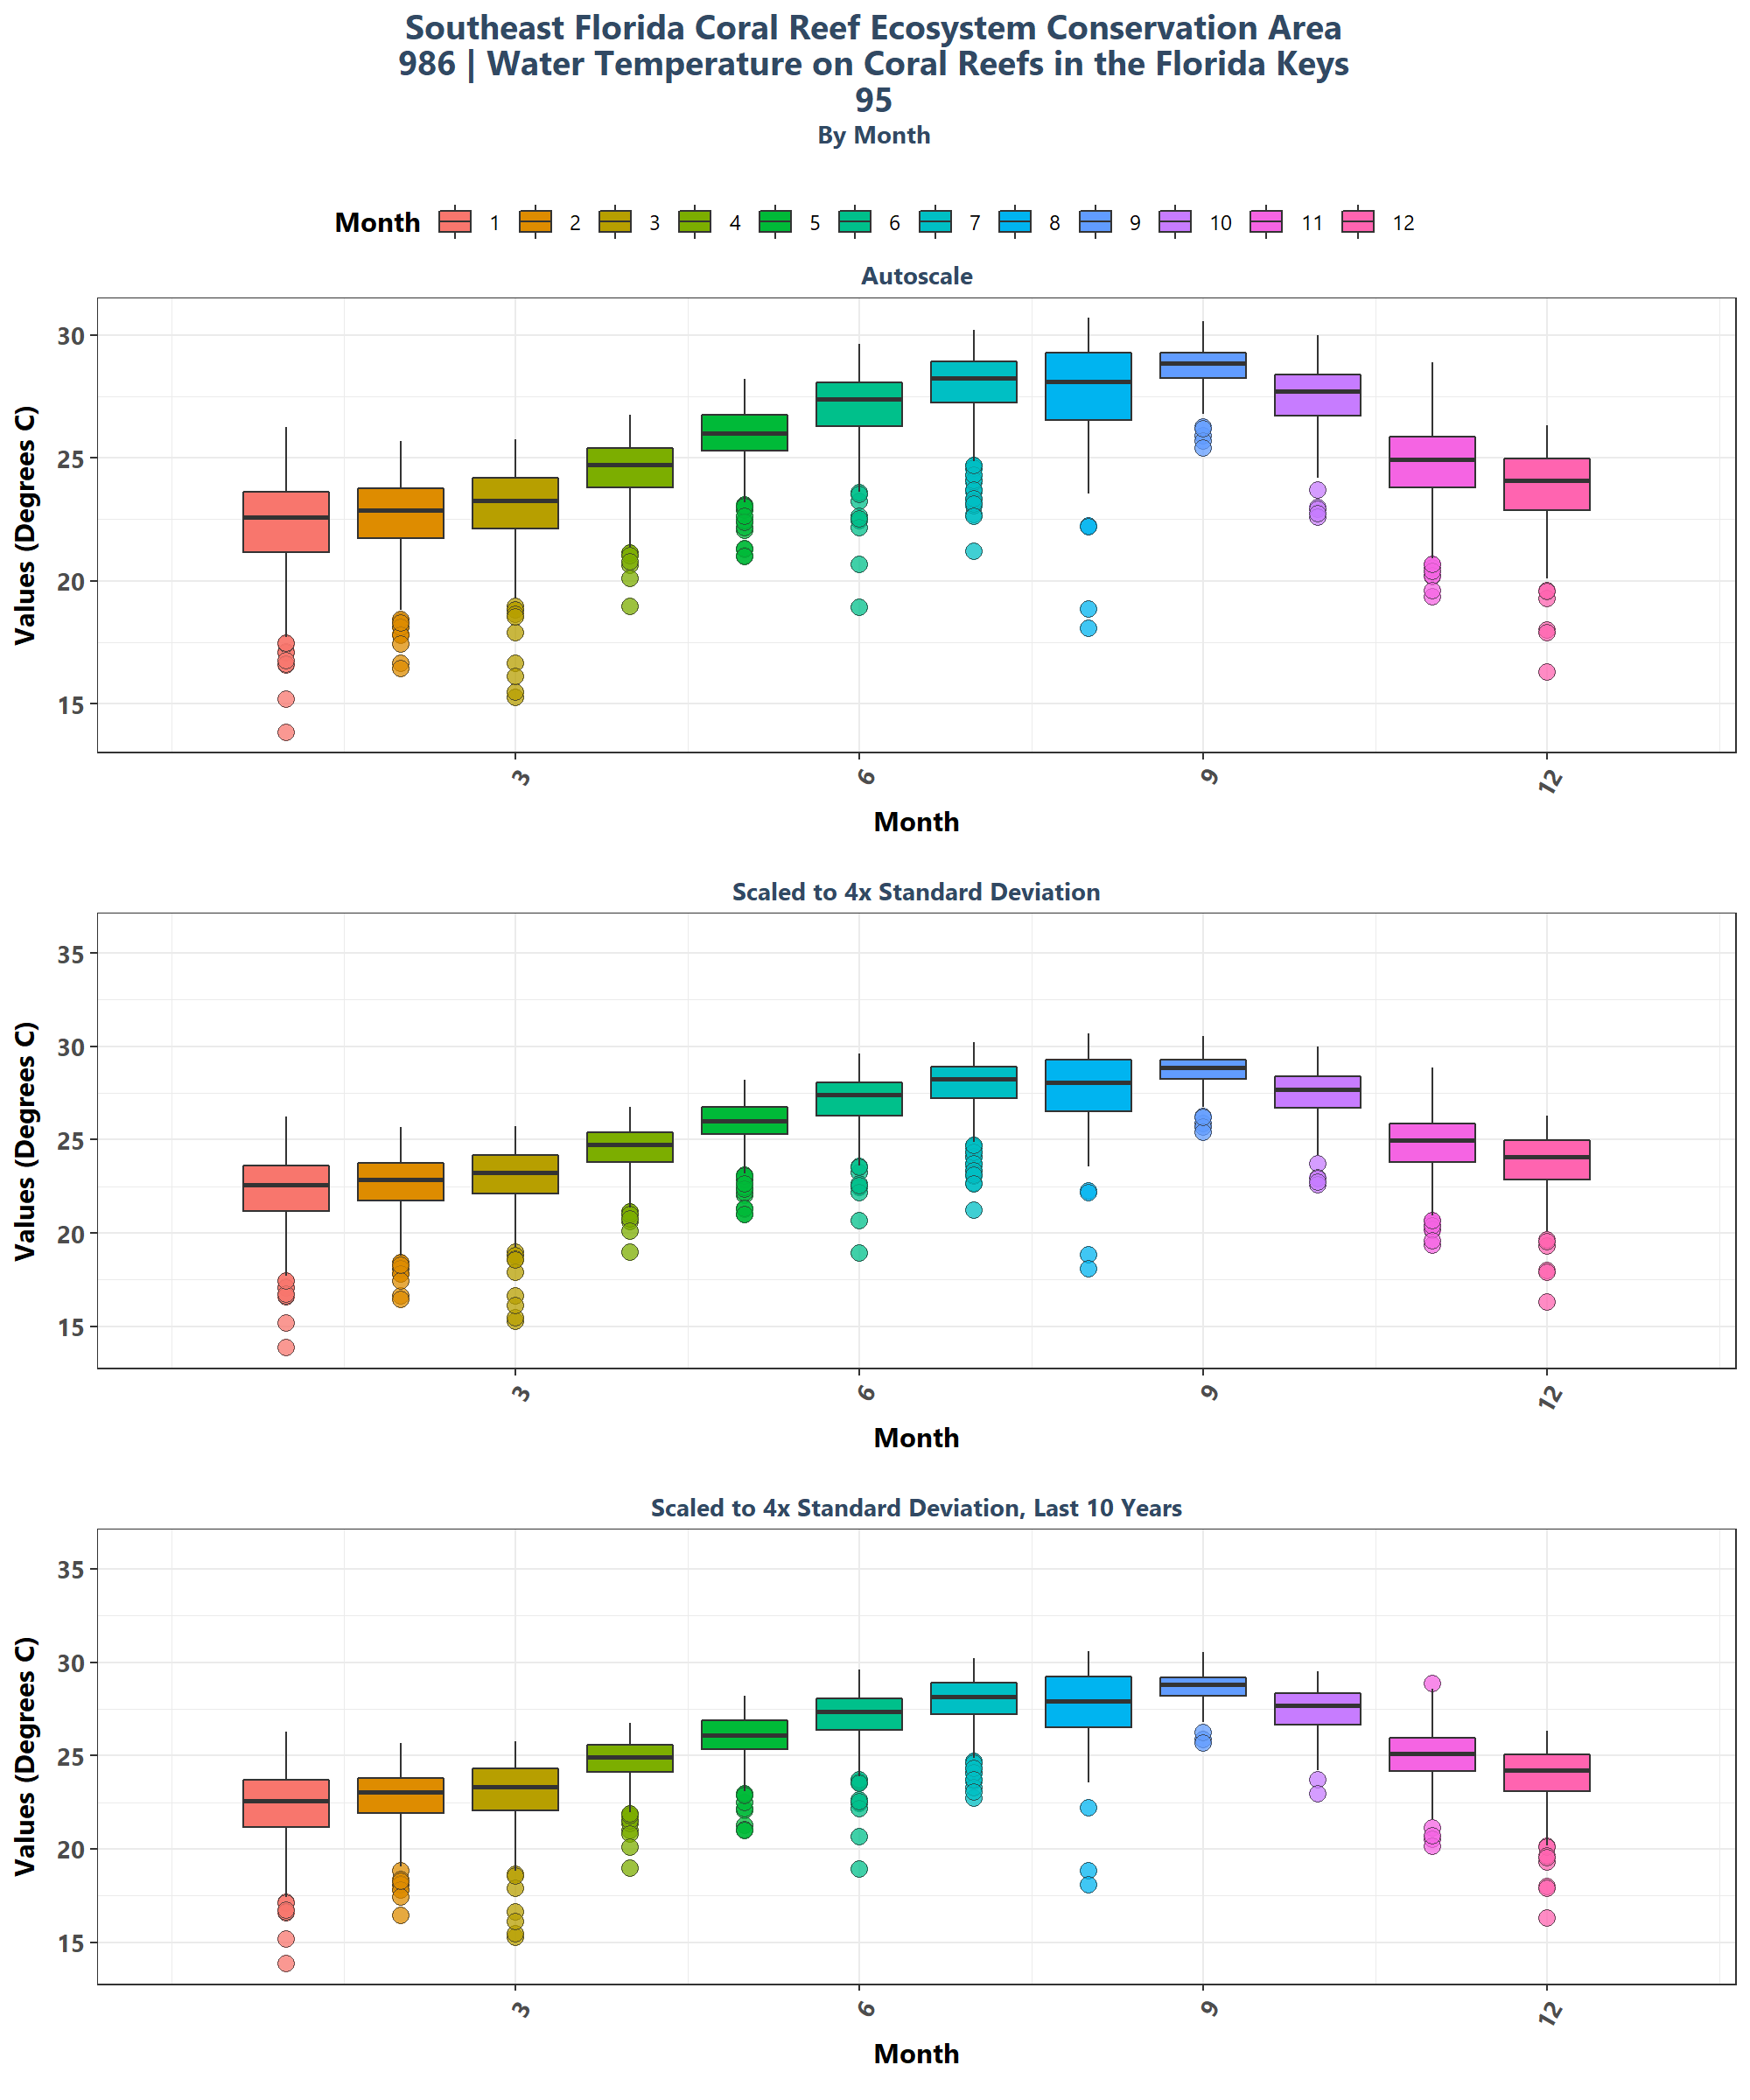 Southeast Florida Coral Reef Ecosystem Conservation Area
986 | Water Temperature on Coral Reefs in the Florida Keys
95
By Month
Month 1 2 3 4 5 6 7 8 9 10 11 12
Autoscale
Values (Degrees C)
30
25
20
15
3 6 9 12
Month
Scaled to 4x Standard Deviation
Values (Degrees C)
35
30
25
20
15
3 6 9 12
Month
Scaled to 4x Standard Deviation, Last 10 Years
Values (Degrees C)
35
30
25
20
15
3 6 9 12
Month